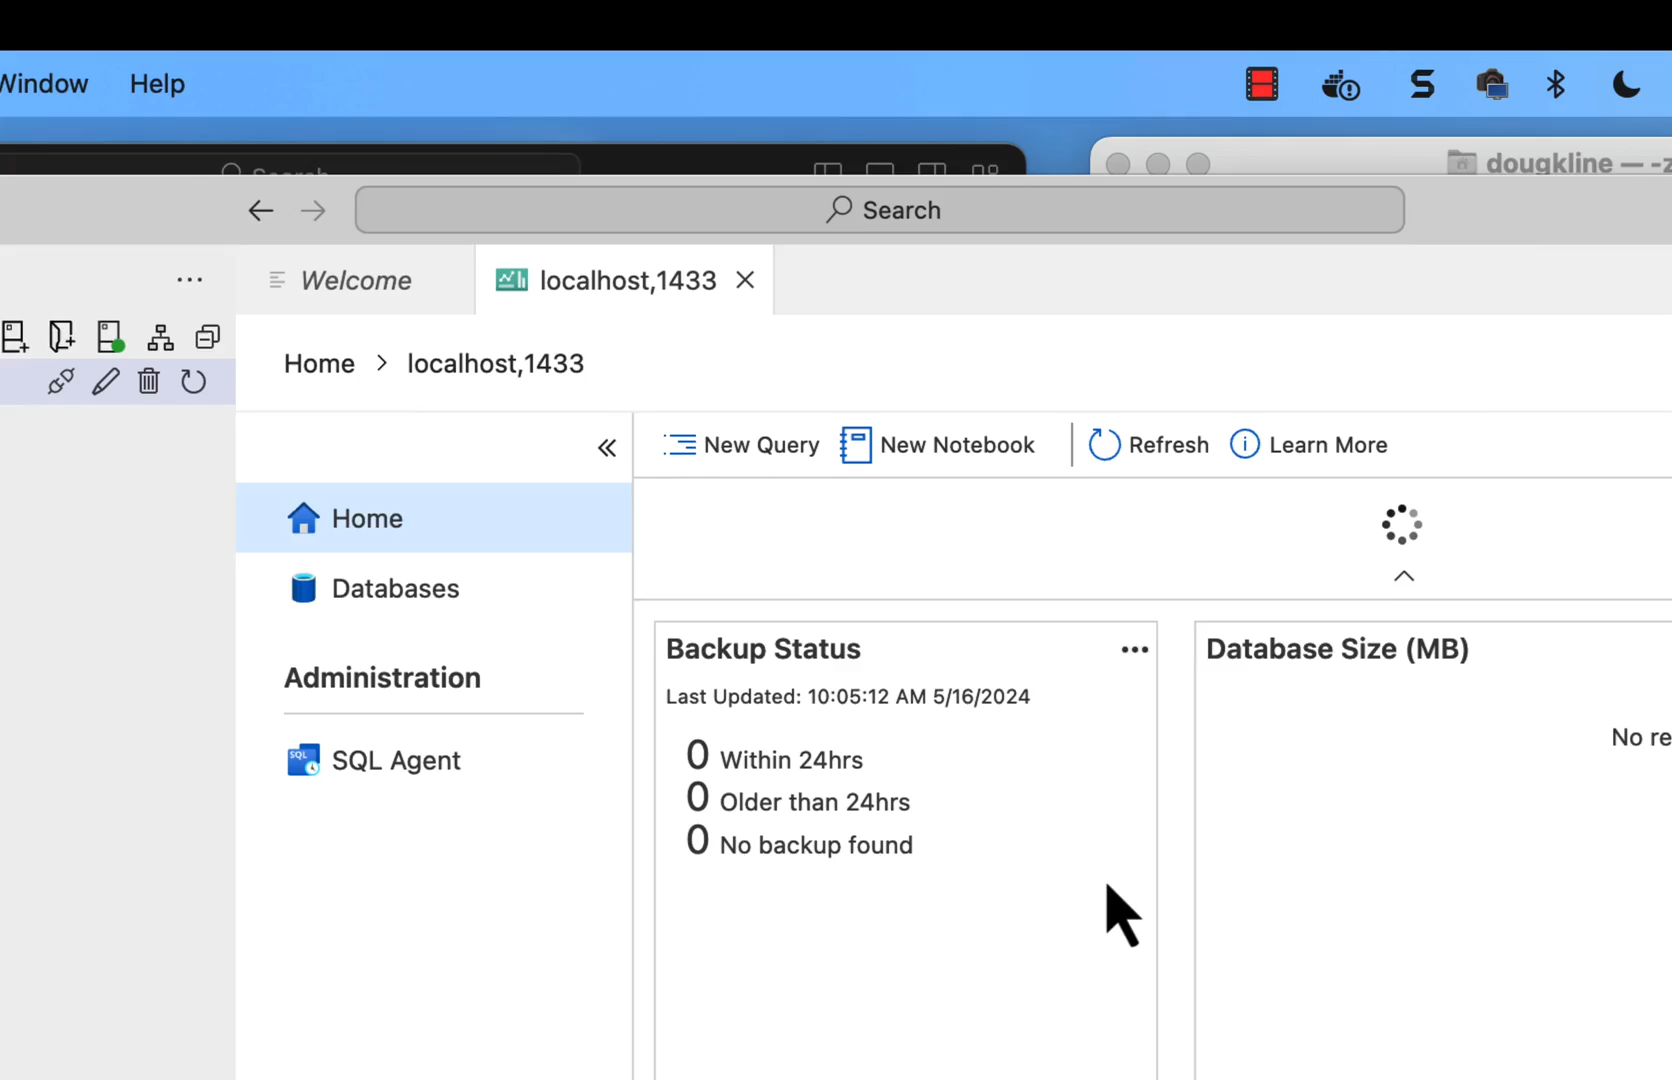 Window Help
Search
dougkline — -z
Search
Welcome
localhost,1433
Home > localhost,1433
New Query
New Notebook
Refresh
Learn More
Home
Databases
Administration
SQL Agent
Backup Status
Last Updated: 10:05:12 AM 5/16/2024
0 Within 24hrs
0 Older than 24hrs
0 No backup found
Database Size (MB)
No re